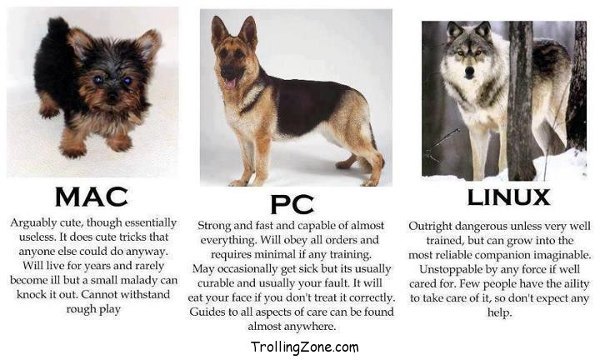 MAC
Arguably cute, though essentially
useless. It does cute tricks that
anyone else could do anyway.
Will live for years and rarely
become ill but a small malady can
knock it out. Cannot withstand
rough play
PC
Strong and fast and capable of almost
everything. Will obey all orders and
requires minimal if any training.
May occasionally get sick but its usually
curable and usually your fault. It will
eat your face if you don't treat it correctly.
Guides to all aspects of care can be found
almost anywhere.
LINUX
Outright dangerous unless very well
trained, but can grow into the
most reliable companion imaginable.
Unstoppable by any force if well
cared for. Few people have the aility
to take care of it, so don't expect any
help.
TrollingZone.com